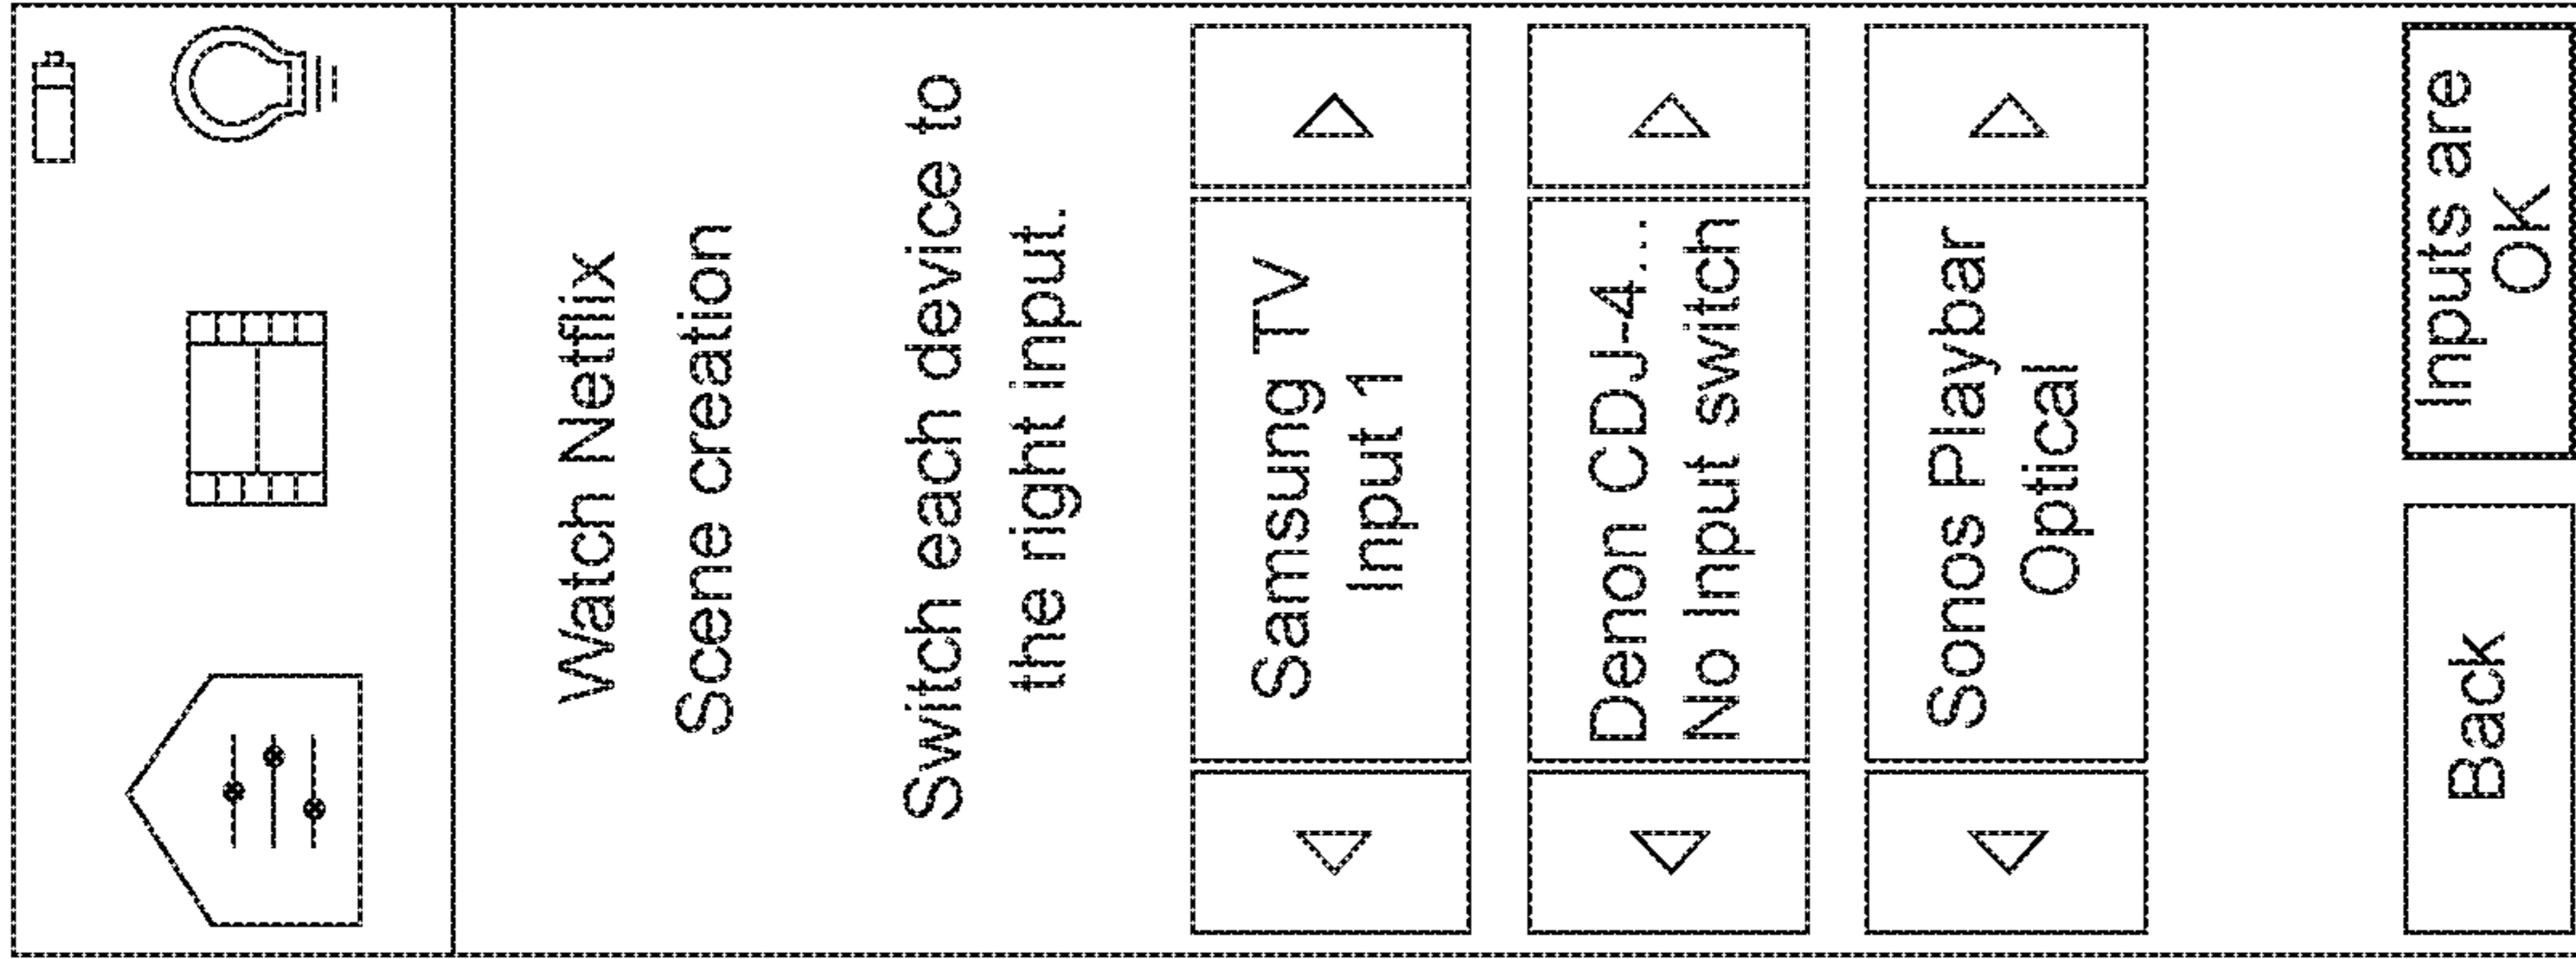 Watch Netflix
Scene creation
Switch each device to
the right input.
Samsung TV
Input 1
Denon CDJ-4...
No Input switch
Sonos Playbar
Optical
Back
Inputs are
OK